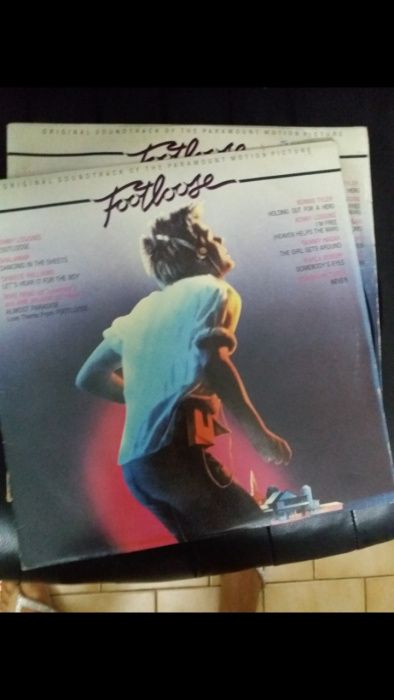 ORIGINAL SOUNDTRACK OF THE PARAMOUNT MOTION PICTURE
Footloose
ORIGINAL SOUNDTRACK OF THE PARAMOUNT MOTION PICTURE
Footloose
KENNY LOGGINS
FOOTLOOSE
SHALAMAR
DANCING IN THE SHEETS
DENIECE WILLIAMS
LET'S HEAR IT FOR THE BOY
ALMOST PARADISE
Love Theme From FOOTLOOSE
BONNIE TYLER
HOLDING OUT FOR A HERO
KENNY LOGGINS
I'M FREE
(HEAVEN HELPS THE MAN)
SAMMY HAGAR
THE GIRL GETS AROUND
KARLA BONOFF
SOMEBODY'S EYES
NEVER